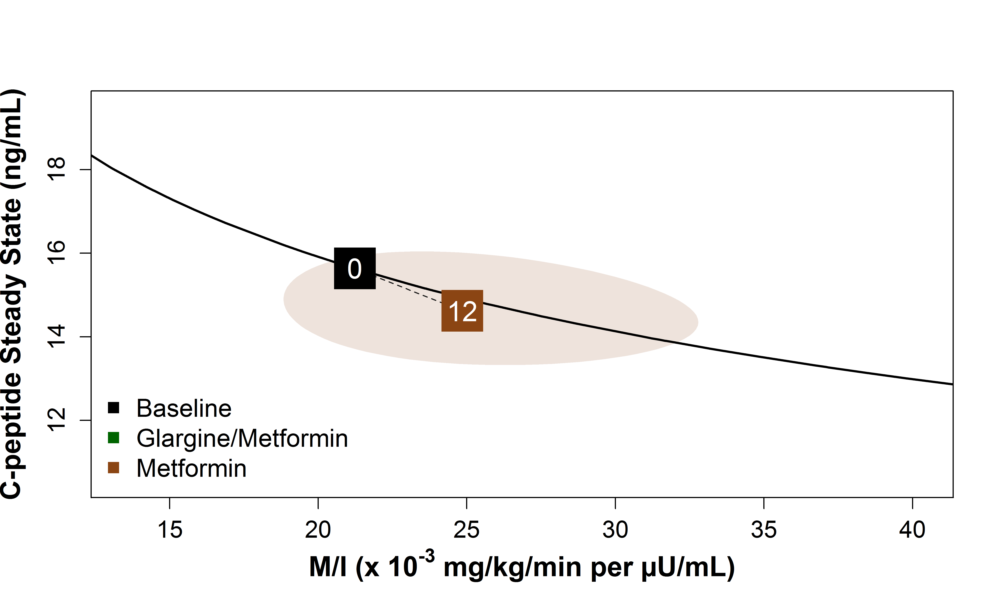 C-peptide Steady State (ng/mL)
18
16
14
12
0
12
Baseline
Glargine/Metformin
Metformin
15 20 25 30 35 40
M/I (x 10⁻³ mg/kg/min per µU/mL)